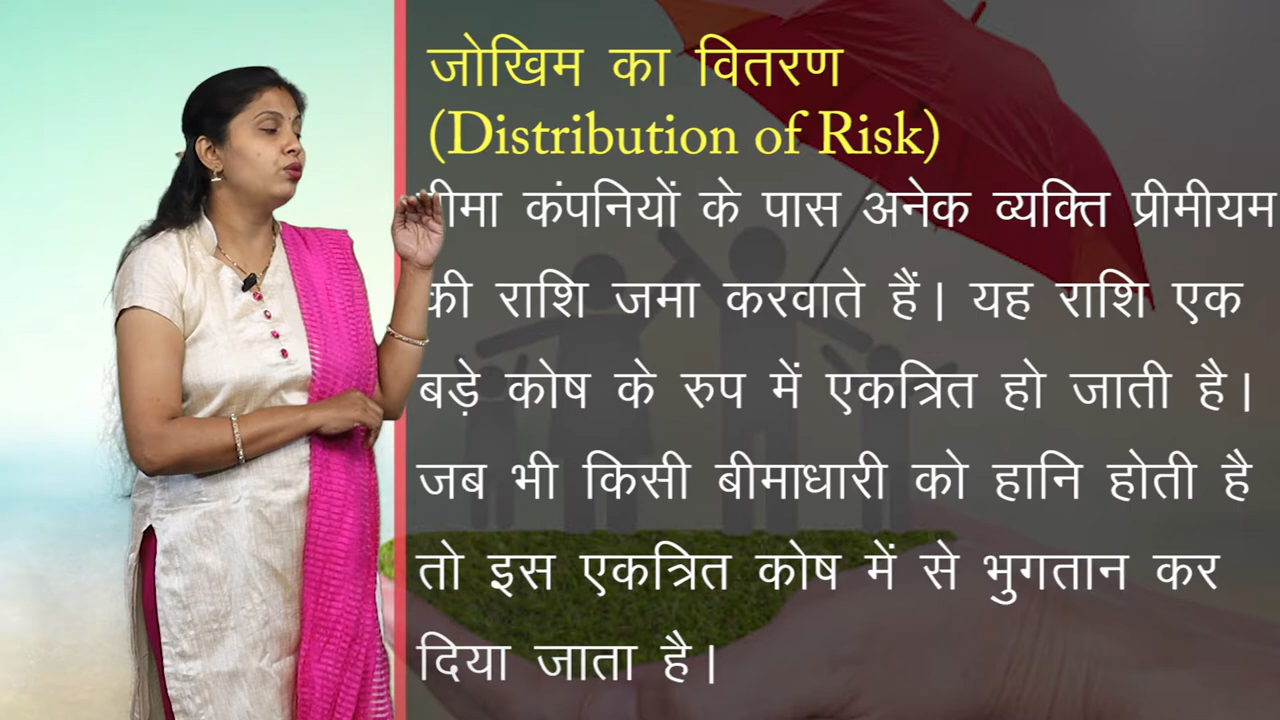 जोखिम का वितरण
(Distribution of Risk)
बीमा कंपनियों के पास अनेक व्यक्ति प्रीमीयम
की राशि जमा करवाते हैं। यह राशि एक
बड़े कोष के रुप में एकत्रित हो जाती है।
जब भी किसी बीमाधारी को हानि होती है
तो इस एकत्रित कोष में से भुगतान कर
दिया जाता है।